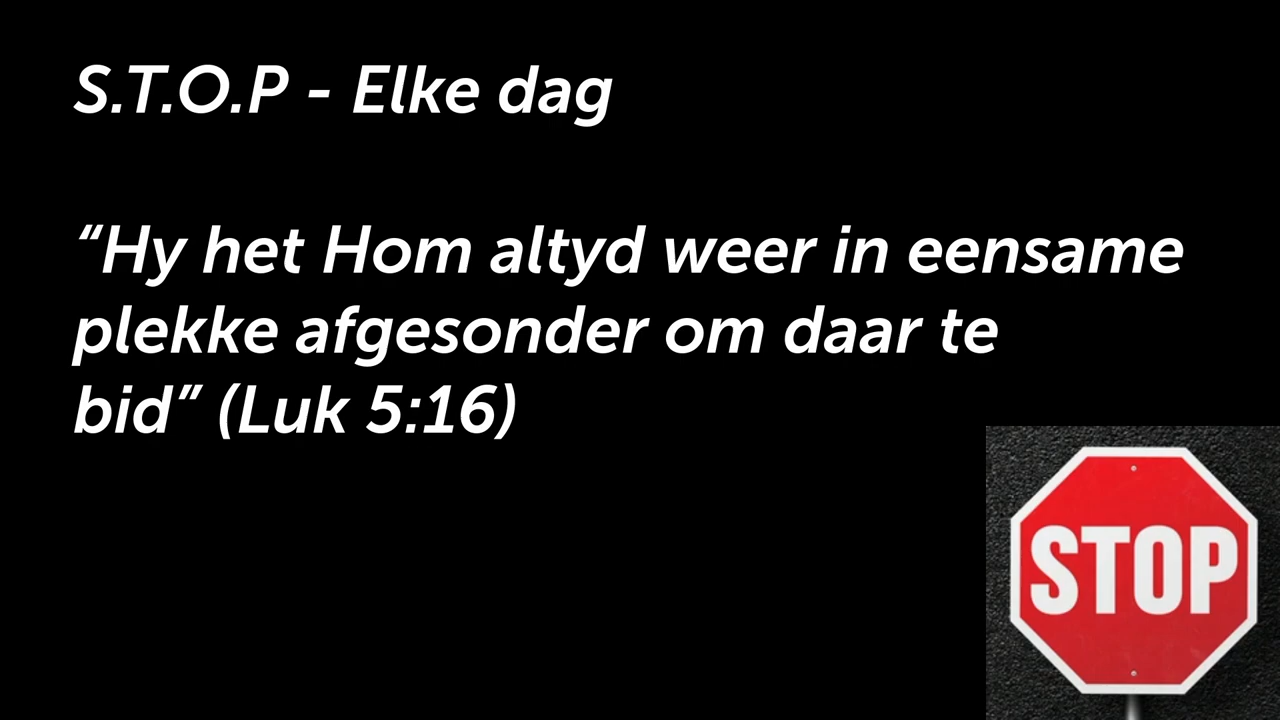 S.T.O.P - Elke dag
“Hy het Hom altyd weer in eensame
plekke afgesonder om daar te
bid” (Luk 5:16)
STOP